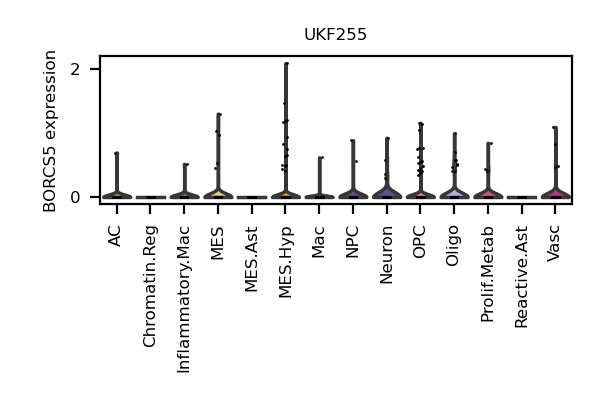 UKF255
BORCS5 expression
2
0
AC
Chromatin.Reg
Inflammatory.Mac
MES
MES.Ast
MES.Hyp
Mac
NPC
Neuron
OPC
Oligo
Prolif.Metab
Reactive.Ast
Vasc